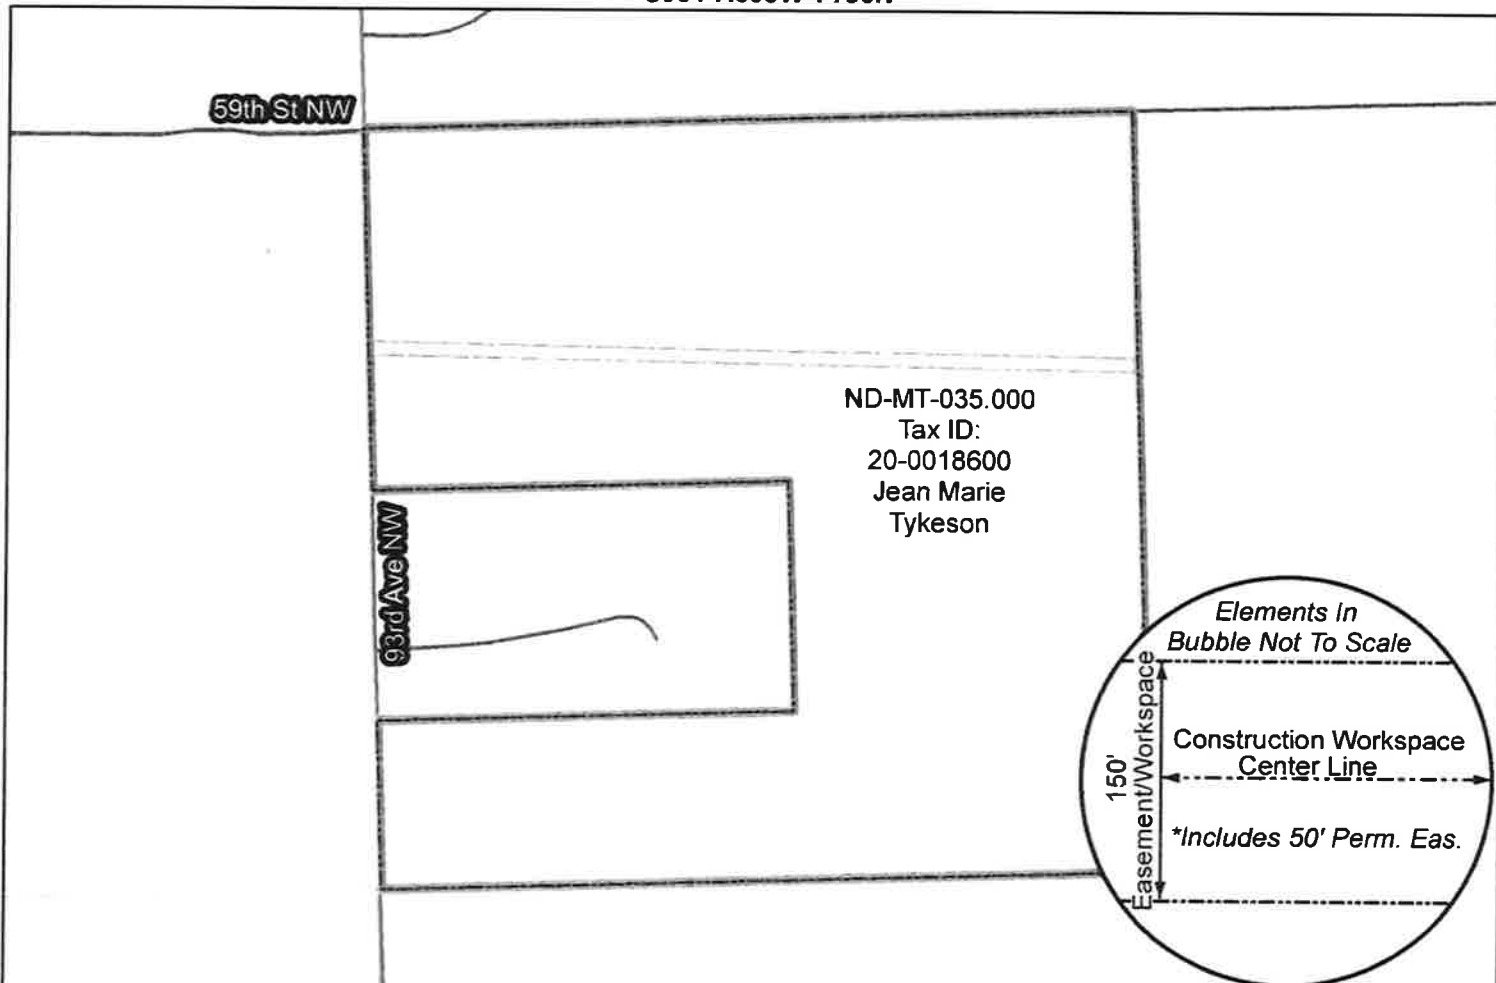 59th St NW
ND-MT-035.000
Tax ID:
20-0018600
Jean Marie
Tykeson
93rd Ave NW
Elements In
Bubble Not To Scale
150'
Easement/Workspace
Construction Workspace
Center Line
*Includes 50' Perm. Eas.